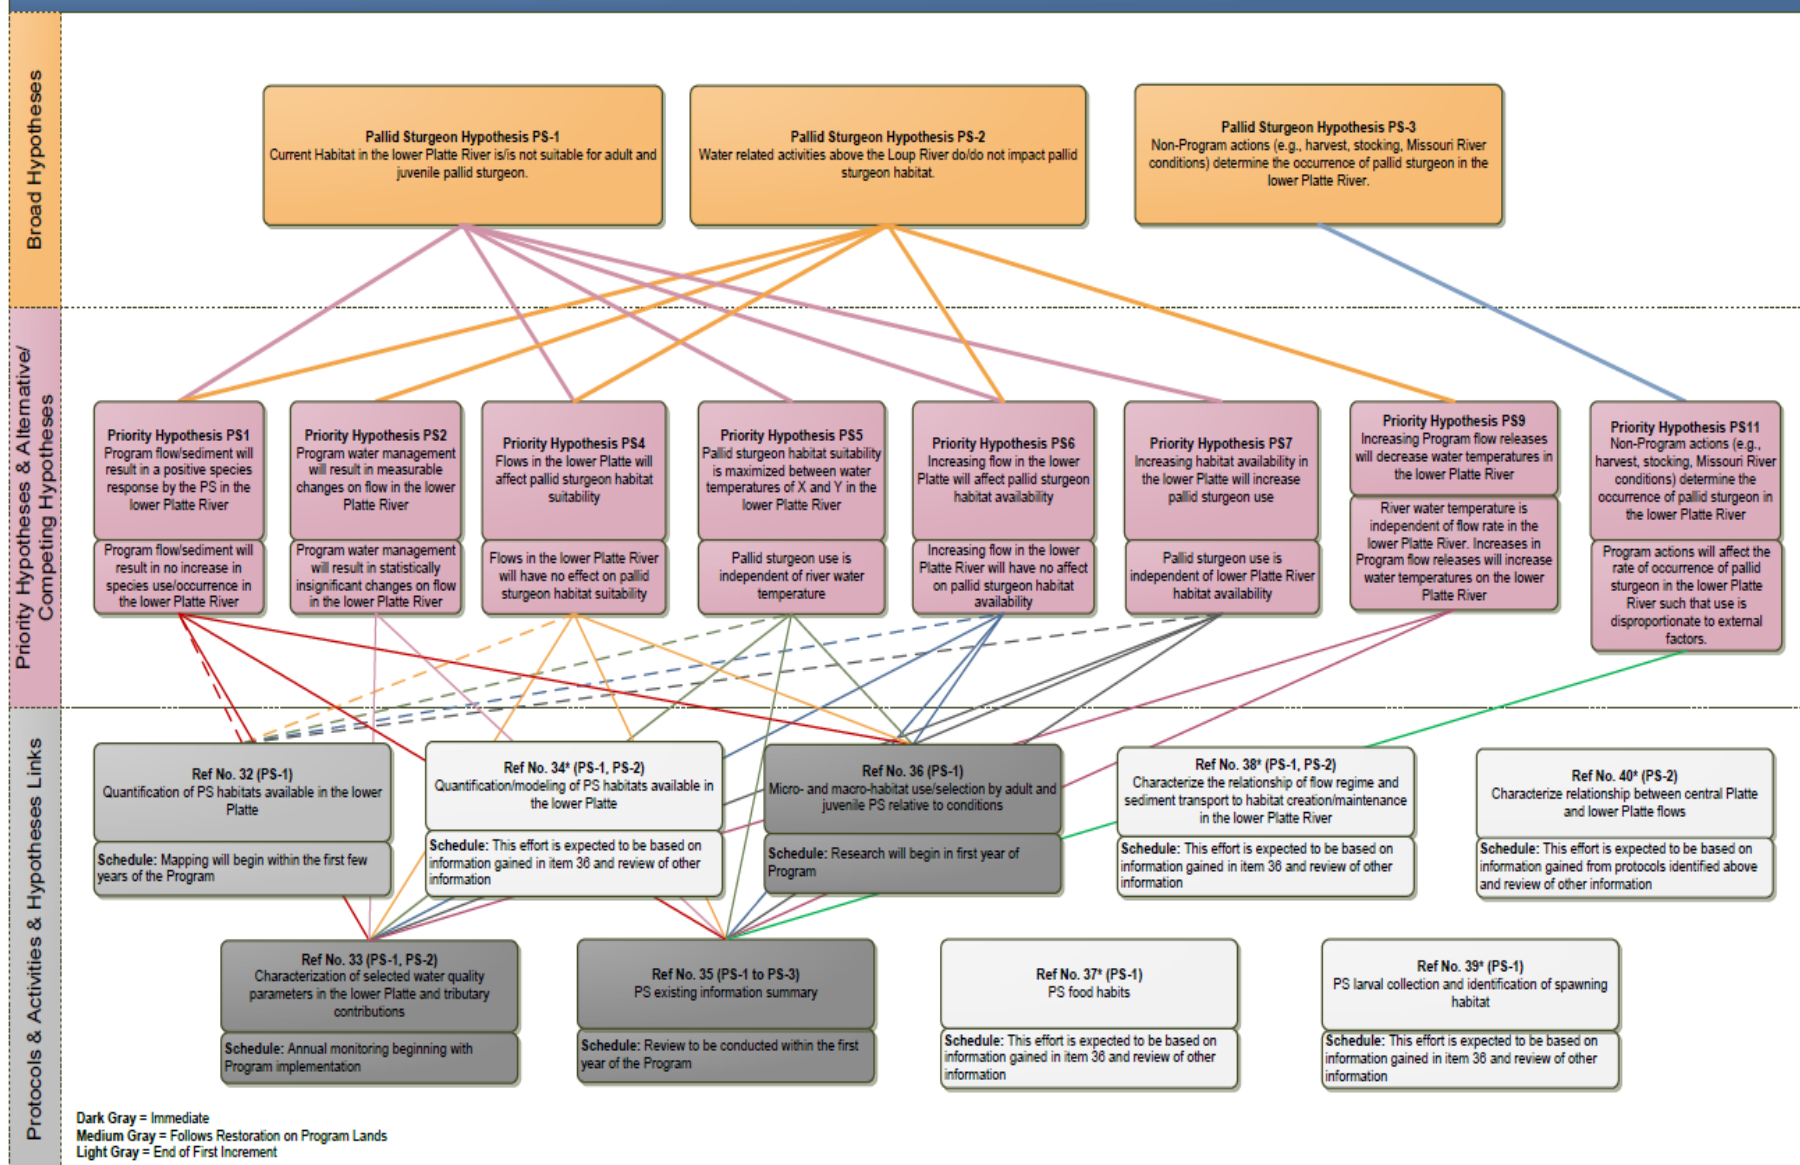 Broad Hypotheses
Pallid Sturgeon Hypothesis PS-1
Current Habitat in the lower Platte River is/is not suitable for adult and
juvenile pallid sturgeon.
Pallid Sturgeon Hypothesis PS-2
Water related activities above the Loup River do/do not impact pallid
sturgeon habitat.
Pallid Sturgeon Hypothesis PS-3
Non-Program actions (e.g., harvest, stocking, Missouri River
conditions) determine the occurrence of pallid sturgeon in the
lower Platte River.
Priority Hypotheses & Alternative/
Competing Hypotheses
Priority Hypothesis PS1
Program flow/sediment will
result in a positive species
response by the PS in the
lower Platte River
Program flow/sediment will
result in no increase in
species use/occurrence in
the lower Platte River
Priority Hypothesis PS2
Program water management
will result in measurable
changes on flow in the lower
Platte River
Program water management
will result in statistically
insignificant changes on flow
in the lower Platte River
Priority Hypothesis PS4
Flows in the lower Platte will
affect pallid sturgeon habitat
suitability
Flows in the lower Platte River
will have no effect on pallid
sturgeon habitat suitability
Priority Hypothesis PS5
Pallid sturgeon habitat suitability
is maximized between water
temperatures of X and Y in the
lower Platte River
Pallid sturgeon use is
independent of river water
temperature
Priority Hypothesis PS6
Increasing flow in the lower
Platte will affect pallid sturgeon
habitat availability
Increasing flow in the lower
Platte River will have no affect
on pallid sturgeon habitat
availability
Priority Hypothesis PS7
Increasing habitat availability in
the lower Platte will increase
pallid sturgeon use
Pallid sturgeon use is
independent of lower Platte River
habitat availability
Priority Hypothesis PS9
Increasing Program flow releases
will decrease water temperatures in
the lower Platte River
River water temperature is
independent of flow rate in the
lower Platte River. Increases in
Program flow releases will increase
water temperatures on the lower
Platte River
Priority Hypothesis PS11
Non-Program actions (e.g.,
harvest, stocking, Missouri River
conditions) determine the
occurrence of pallid sturgeon in
the lower Platte River
Program actions will affect the
rate of occurrence of pallid
sturgeon in the lower Platte
River such that use is
disproportionate to external
factors.
Protocols & Activities & Hypotheses Links
Ref No. 32 (PS-1)
Quantification of PS habitats available in the lower
Platte
Schedule: Mapping will begin within the first few
years of the Program
Ref No. 34* (PS-1, PS-2)
Quantification/modeling of PS habitats available in
the lower Platte
Schedule: This effort is expected to be based on
information gained in item 36 and review of other
information
Ref No. 36 (PS-1)
Micro- and macro-habitat use/selection by adult and
juvenile PS relative to conditions
Schedule: Research will begin in first year of
Program
Ref No. 38* (PS-1, PS-2)
Characterize the relationship of flow regime and
sediment transport to habitat creation/maintenance
in the lower Platte River
Schedule: This effort is expected to be based on
information gained in item 36 and review of other
information
Ref No. 40* (PS-2)
Characterize relationship between central Platte
and lower Platte flows
Schedule: This effort is expected to be based on
information gained from protocols identified above
and review of other information
Ref No. 33 (PS-1, PS-2)
Characterization of selected water quality
parameters in the lower Platte and tributary
contributions
Schedule: Annual monitoring beginning with
Program implementation
Ref No. 35 (PS-1 to PS-3)
PS existing information summary
Schedule: Review to be conducted within the first
year of the Program
Ref No. 37* (PS-1)
PS food habits
Schedule: This effort is expected to be based on
information gained in item 36 and review of other
information
Ref No. 39* (PS-1)
PS larval collection and identification of spawning
habitat
Schedule: This effort is expected to be based on
information gained in item 36 and review of other
information
Dark Gray = Immediate
Medium Gray = Follows Restoration on Program Lands
Light Gray = End of First Increment